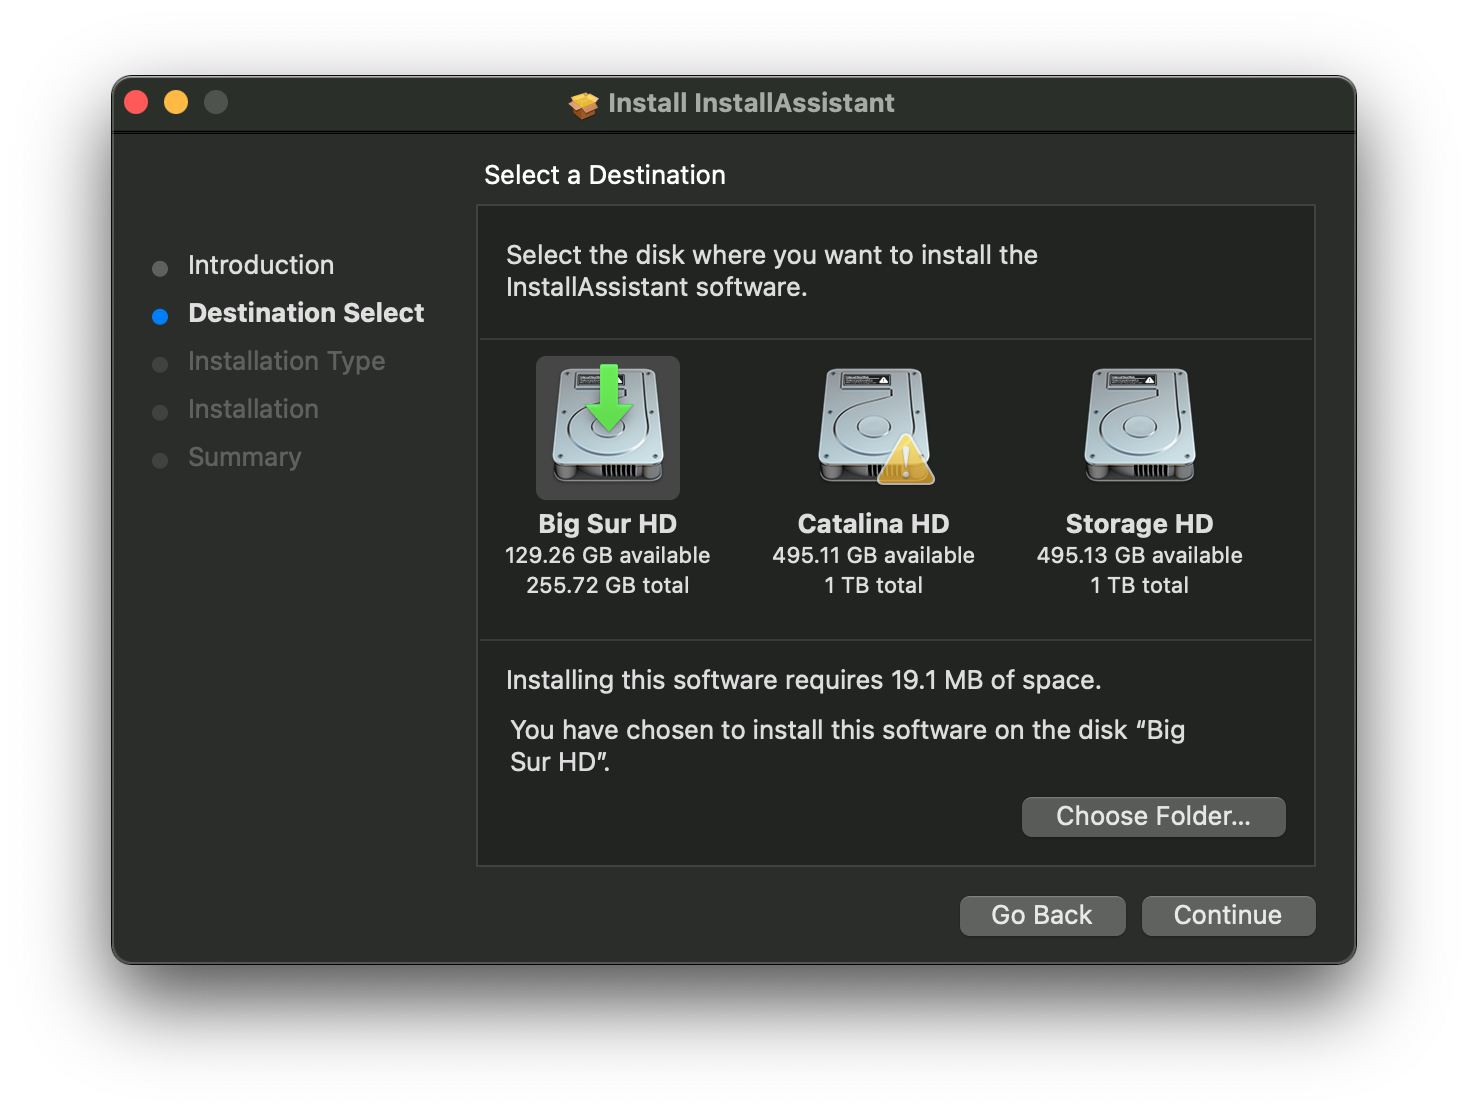 Install InstallAssistant
Select a Destination
Introduction
Destination Select
Installation Type
Installation
Summary
Select the disk where you want to install the
InstallAssistant software.
Big Sur HD
129.26 GB available
255.72 GB total
Catalina HD
495.11 GB available
1 TB total
Storage HD
495.13 GB available
1 TB total
Installing this software requires 19.1 MB of space.
You have chosen to install this software on the disk “Big
Sur HD”.
Choose Folder...
Go Back
Continue